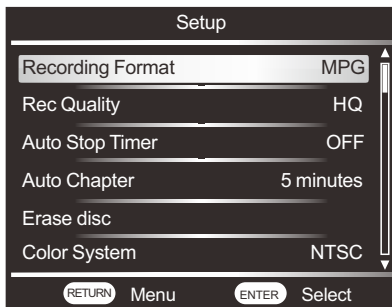 Setup
Recording Format MPG
Rec Quality HQ
Auto Stop Timer OFF
Auto Chapter 5 minutes
Erase disc
Color System NTSC
RETURN Menu ENTER Select